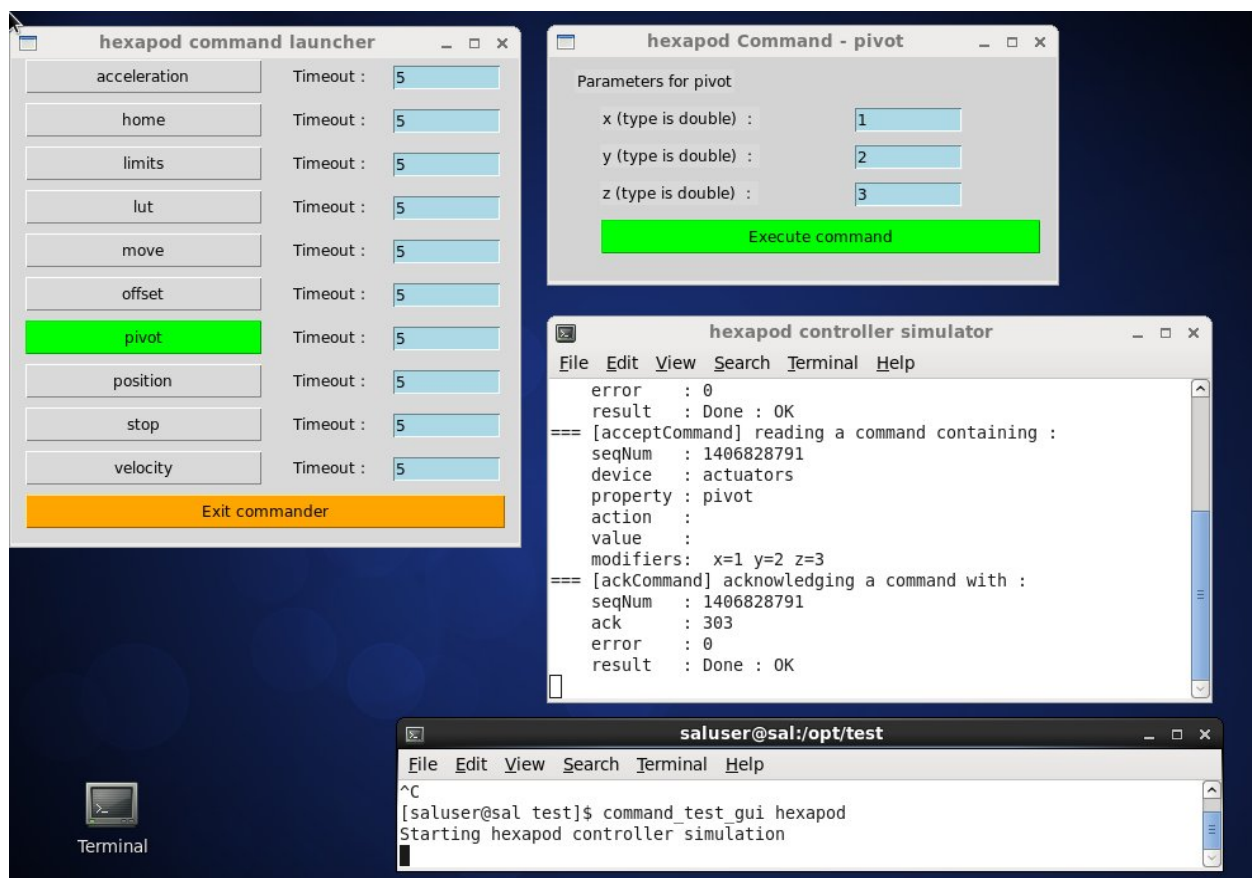 hexapod command launcher
acceleration Timeout : 5
home Timeout : 5
limits Timeout : 5
lut Timeout : 5
move Timeout : 5
offset Timeout : 5
pivot Timeout : 5
position Timeout : 5
stop Timeout : 5
velocity Timeout : 5
Exit commander
hexapod Command - pivot
Parameters for pivot
x (type is double) : 1
y (type is double) : 2
z (type is double) : 3
Execute command
hexapod controller simulator
File Edit View Search Terminal Help
error : 0
result : Done : OK
=== [acceptCommand] reading a command containing :
seqNum : 1406828791
device : actuators
property : pivot
action :
value :
modifiers: x=1 y=2 z=3
=== [ackCommand] acknowledging a command with :
seqNum : 1406828791
ack : 303
error : 0
result : Done : OK
saluser@sal:/opt/test
File Edit View Search Terminal Help
^C
[saluser@sal test]$ command_test_gui hexapod
Starting hexapod controller simulation
Terminal